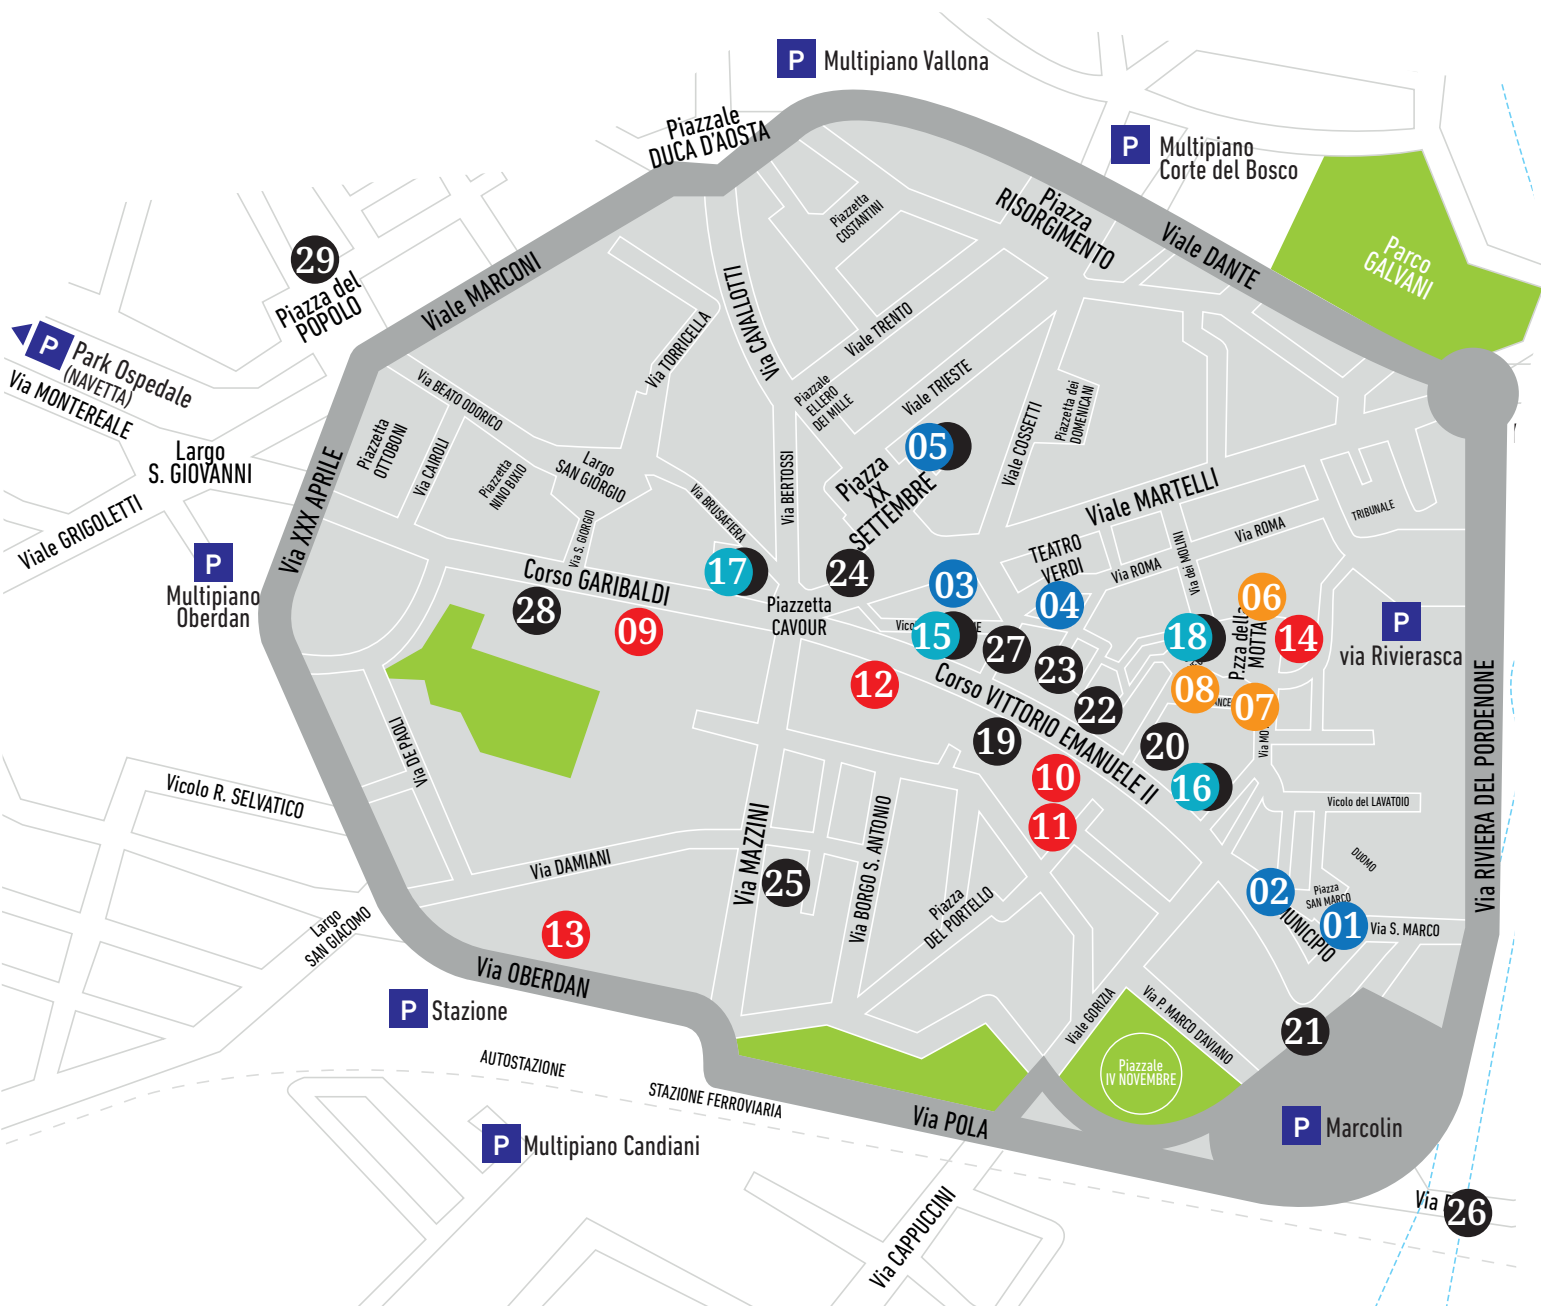 P Multipiano Vallona
Piazzale
DUCA D'AOSTA
P Multipiano
Corte del Bosco
Piazzetta
COSTANTINI
Piazza
RISORGIMENTO
Viale DANTE
Parco
GALVANI
29
Piazza del
POPOLO
Viale MARCONI
Via CAVALLOTTI
Via TORRICELLA
Viale TRENTO
Viale TRIESTE
Piazzale
ELLERO
DEI MILLE
P Park Ospedale
(NAVETTA)
Via MONTEREALE
Largo
S. GIOVANNI
Viale GRIGOLETTI
Via XXX APRILE
Via BEATO ODORICO
Piazzetta
OTTOBONI
Via CAIROLI
Piazzetta
NINO BIXIO
Largo
SAN GIORGIO
Via S. GIORGIO
Via BRUSAFIERA
Via BERTOSSI
05
Piazza
XX
SETTEMBRE
Viale COSSETTI
Piazzetta dei
DOMENICANI
Viale MARTELLI
TRIBUNALE
Via ROMA
Via ROMA
Via dei MOLINI
TEATRO
VERDI
P
Multipiano
Oberdan
Corso GARIBALDI
28
09
17
24
Piazzetta
CAVOUR
03
04
15
27
23
22
18
06
14
P.zza della
MOTTA
08
07
P
via Rivierasca
12
Corso VITTORIO EMANUELE II
19
20
16
10
11
Vicolo del LAVATOIO
Via RIVIERA DEL PORDENONE
Via DE PAOLI
Vicolo R. SELVATICO
Via DAMIANI
Via MAZZINI
25
Via BORGO S. ANTONIO
Piazza
DEL PORTELLO
DUOMO
02
Piazza
SAN MARCO
01
Via S. MARCO
Largo
SAN GIACOMO
13
Via OBERDAN
P Stazione
AUTOSTAZIONE
STAZIONE FERROVIARIA
P Multipiano Candiani
Via POLA
Viale GORIZIA
Via P. MARCO D'AVIANO
Piazzale
IV NOVEMBRE
21
P Marcolin
Via
26
Via CAPPUCCINI